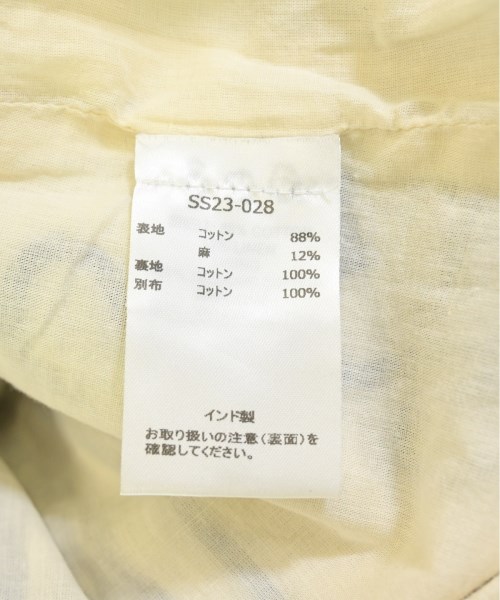 SS23-028
表地 コットン 88%
麻 12%
裏地 コットン 100%
別布 コットン 100%
インド製
お取り扱いの注意(裏面)を
確認してください。